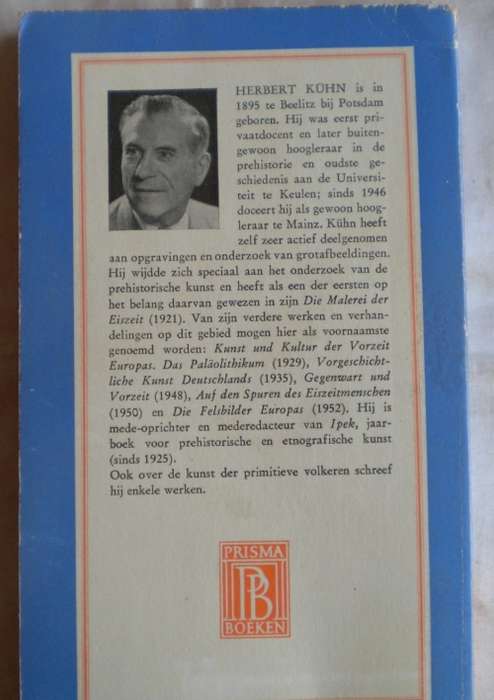 HERBERT KÜHN is in
1895 te Beelitz bij Potsdam
geboren. Hij was eerst pri-
vaatdocent en later buiten-
gewoon hoogleraar in de
prehistorie en oudste ge-
schiedenis aan de Universi-
teit te Keulen; sinds 1946
doceert hij als gewoon hoog-
leraar te Mainz. Kühn heeft
zelf zeer actief deelgenomen
aan opgravingen en onderzoek van grotafbeeldingen.
Hij wijdde zich speciaal aan het onderzoek van de
prehistorische kunst en heeft als een der eersten op
het belang daarvan gewezen in zijn Die Malerei der
Eiszeit (1921). Van zijn verdere werken en verhan-
delingen op dit gebied mogen hier als voornaamste
genoemd worden: Kunst und Kultur der Vorzeit
Europas. Das Paläolithikum (1929), Vorgeschicht-
liche Kunst Deutschlands (1935), Gegenwart und
Vorzeit (1948), Auf den Spuren des Eiszeitmenschen
(1950) en Die Felsbilder Europas (1952). Hij is
mede-oprichter en mederedacteur van Ipek, jaar-
boek voor prehistorische en etnografische kunst
(sinds 1925).
Ook over de kunst der primitieve volkeren schreef
hij enkele werken.
PRISMA
PB
BOEKEN